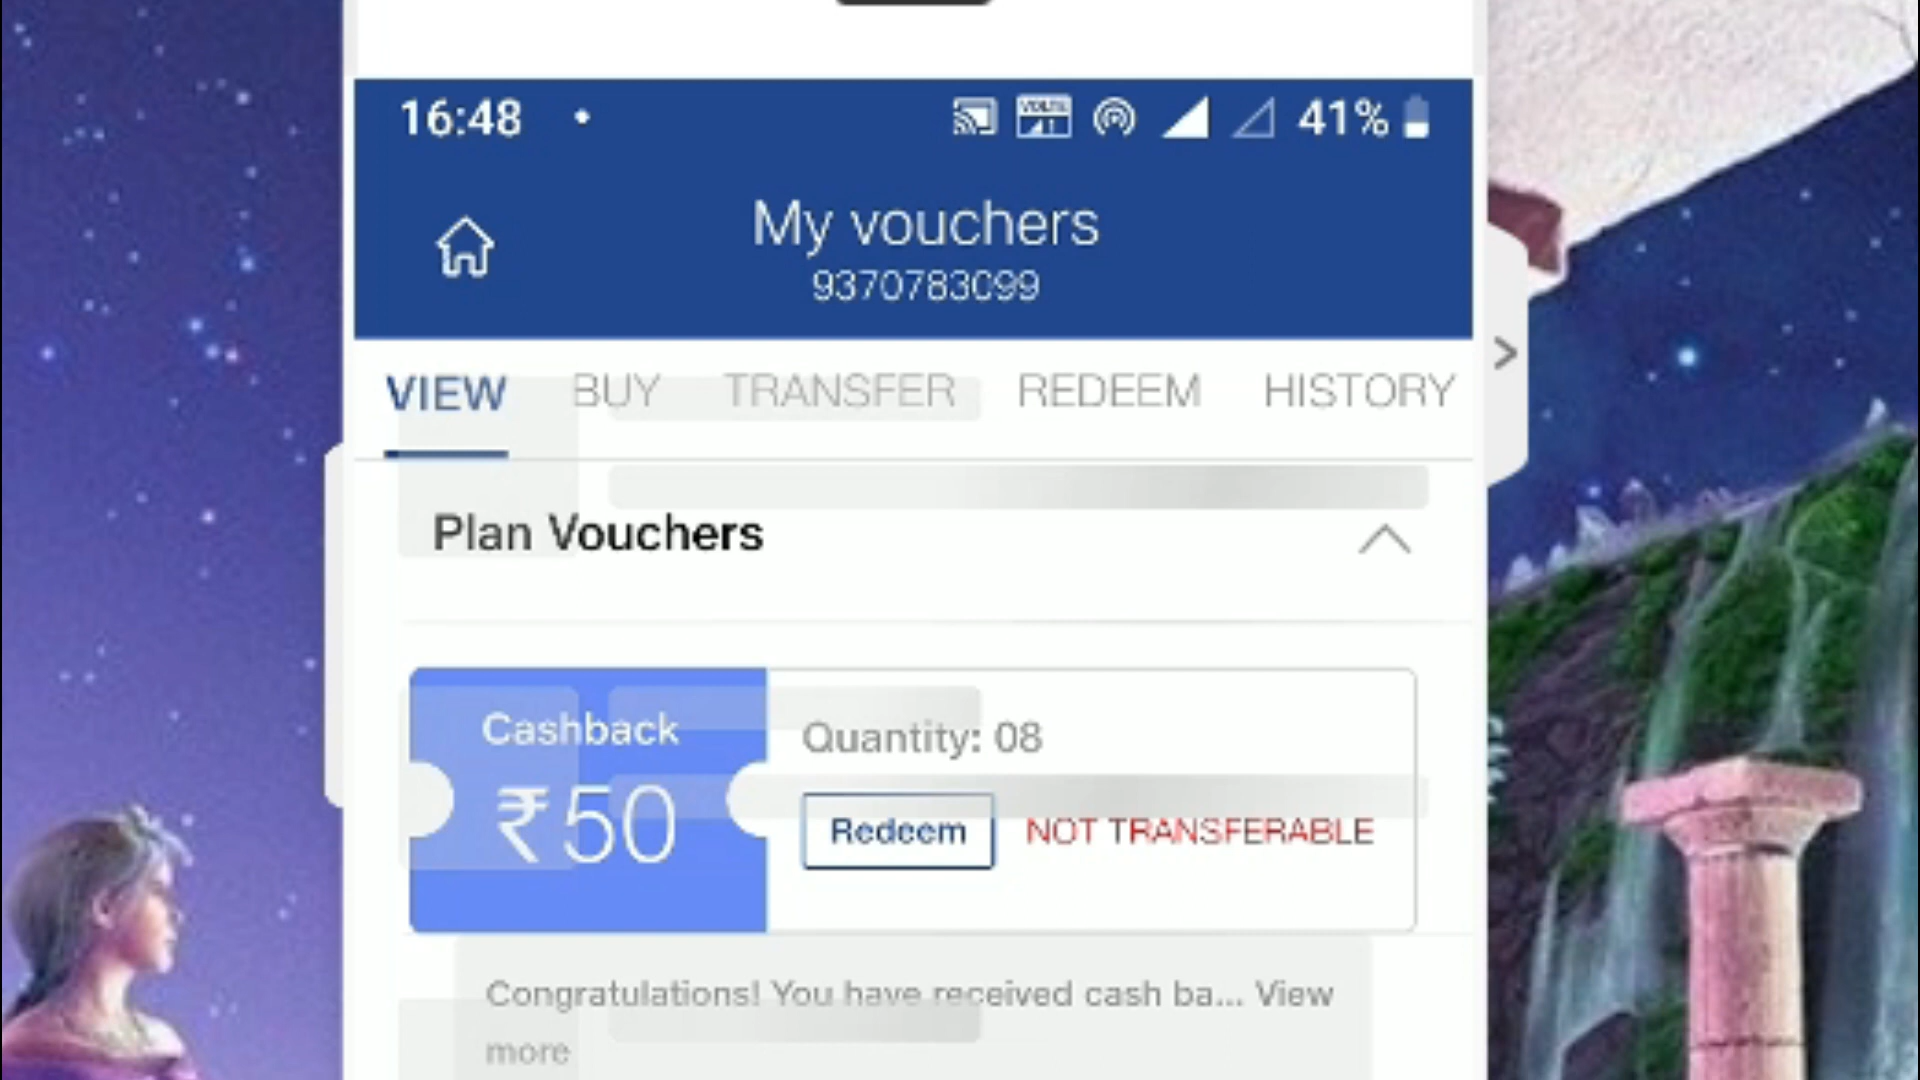 16:48 41%
My vouchers
9370783099
VIEW BUY TRANSFER REDEEM HISTORY
Plan Vouchers
Cashback
₹50
Quantity: 08
Redeem NOT TRANSFERABLE
Congratulations! You have received cash ba... View
more